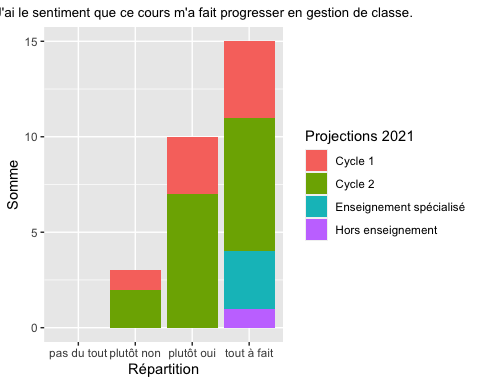 J'ai le sentiment que ce cours m'a fait progresser en gestion de classe.
15
10
5
0
Somme
pas du tout plutôt non plutôt oui tout à fait
Répartition
Projections 2021
Cycle 1
Cycle 2
Enseignement spécialisé
Hors enseignement